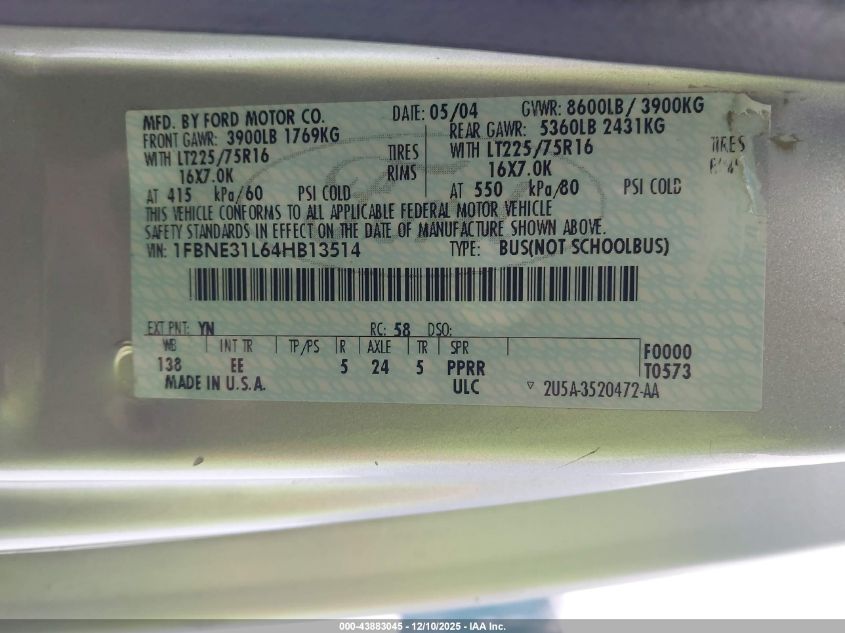 MFD. BY FORD MOTOR CO. DATE: 05/04 GVWR: 8600LB / 3900KG
FRONT GAWR: 3900LB 1769KG REAR GAWR: 5360LB 2431KG
WITH LT225/75R16 TIRES WITH LT225/75R16 TIRES
16X7.0K RIMS 16X7.0K
AT 415 kPa/60 PSI COLD AT 550 kPa/80 PSI COLD
THIS VEHICLE CONFORMS TO ALL APPLICABLE FEDERAL MOTOR VEHICLE
SAFETY STANDARDS IN EFFECT ON THE DATE OF MANUFACTURE SHOWN ABOVE.
VIN: 1FBNE31L64HB13514 TYPE: BUS(NOT SCHOOLBUS)
EXT PNT: YN RC: 58 DSO:
WB INT TR TP/PS R AXLE TR SPR F0000
138 EE 5 24 5 PPRR T0573
MADE IN U.S.A. ULC ▽ 2U5A-3520472-AA
000-43883045 - 12/10/2025 - IAA Inc.